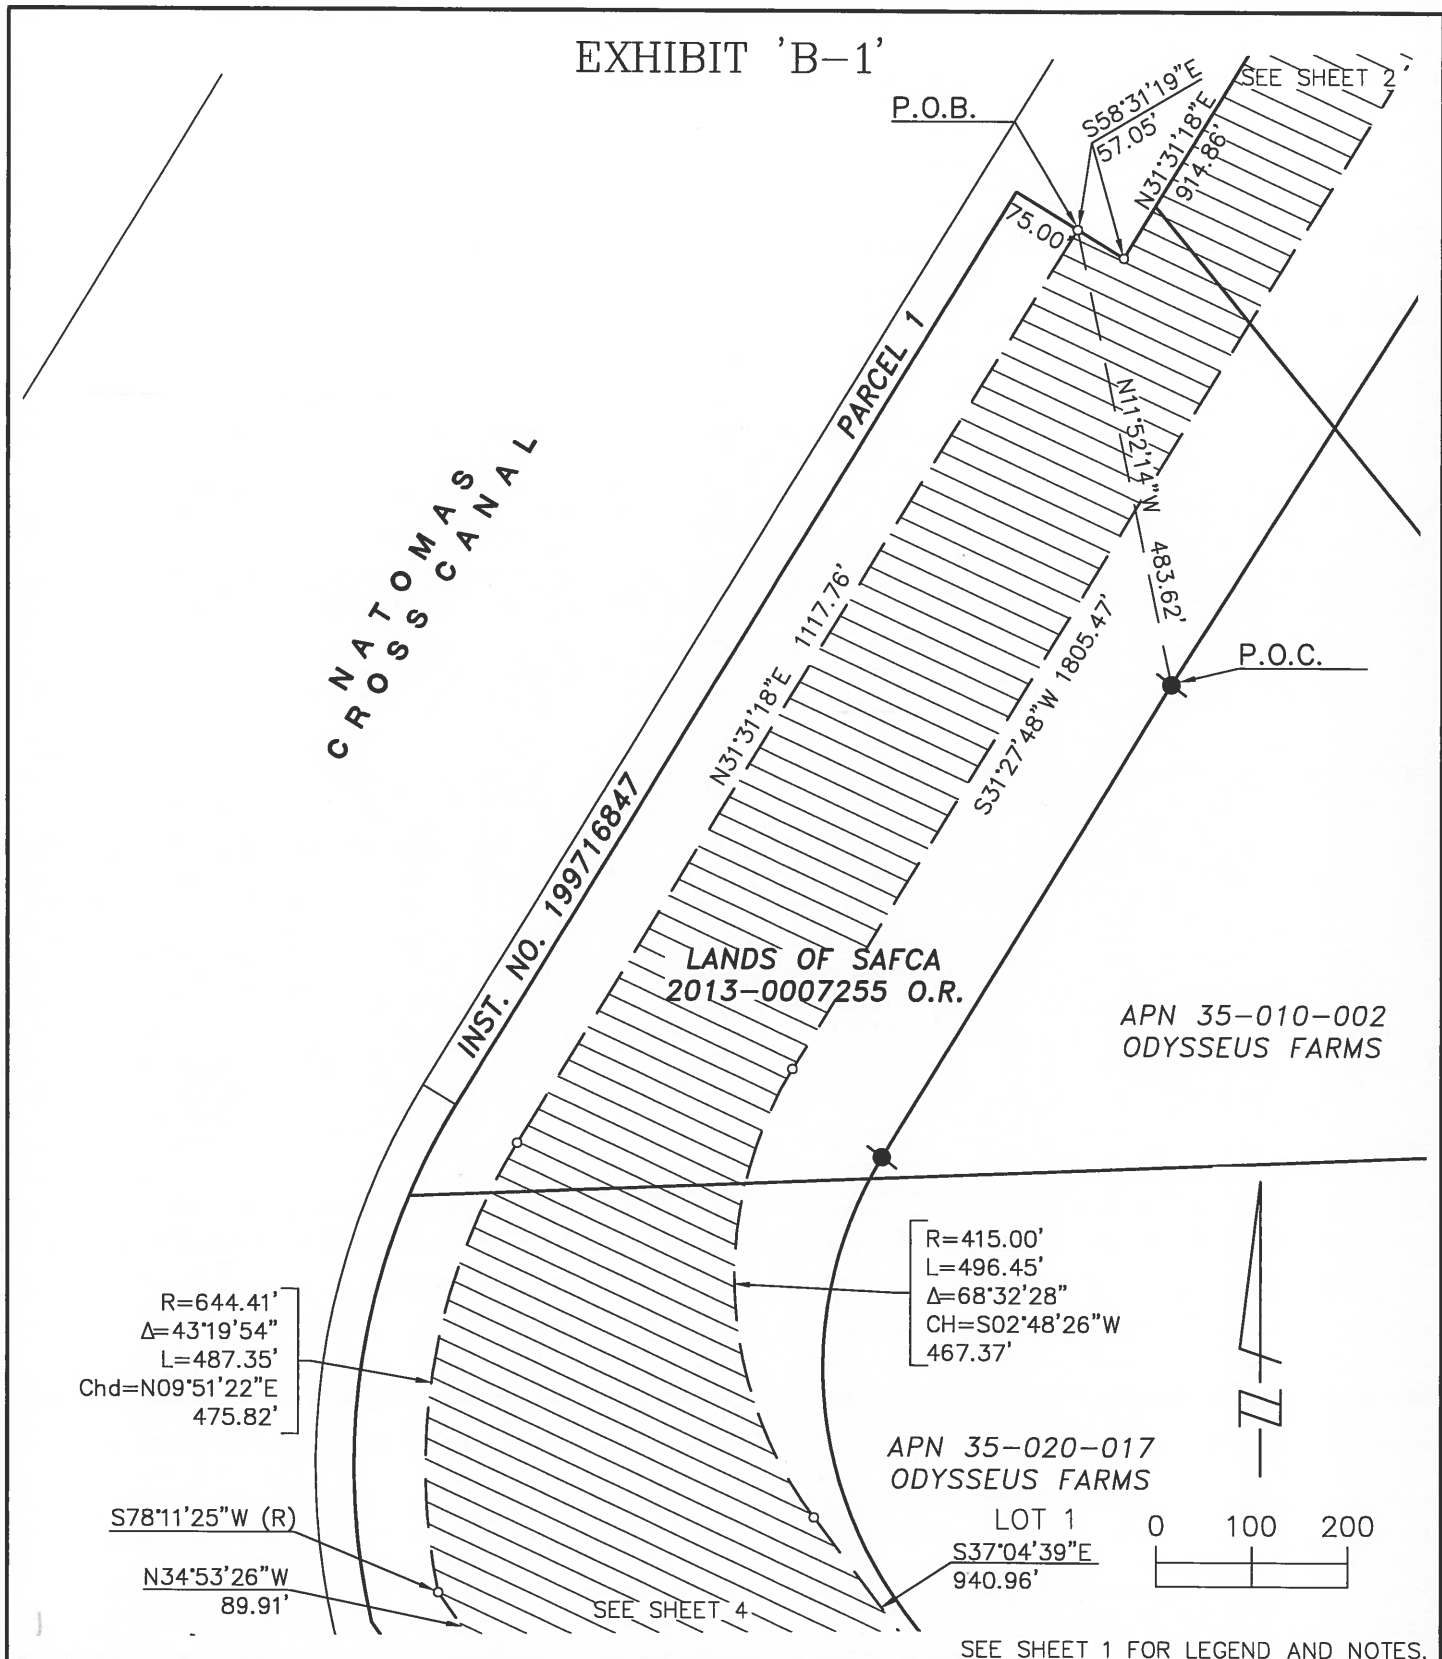 EXHIBIT 'B-1'
SEE SHEET 2
P.O.B.
S58°31'19"E
57.05'
N31°31'18"E
914.86'
75.00'
PARCEL 1
N11°52'14"W 483.62'
NATOMAS
CROSS CANAL
N31°31'18"E 1117.76'
S31°27'48"W 1805.47'
P.O.C.
INST. NO. 199716847
LANDS OF SAFCA
2013-0007255 O.R.
APN 35-010-002
ODYSSEUS FARMS
R=415.00'
L=496.45'
Δ=68°32'28"
CH=S02°48'26"W
467.37'
R=644.41'
Δ=43°19'54"
L=487.35'
Chd=N09°51'22"E
475.82'
N
APN 35-020-017
ODYSSEUS FARMS
LOT 1
S37°04'39"E
940.96'
0 100 200
S78°11'25"W (R)
N34°53'26"W
89.91'
SEE SHEET 4
SEE SHEET 1 FOR LEGEND AND NOTES.